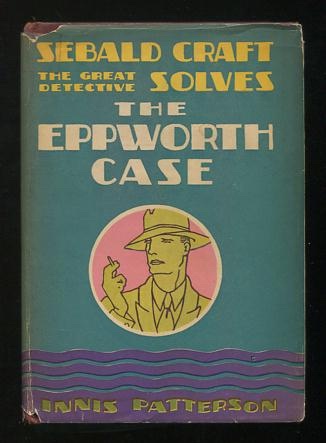 SEBALD CRAFT
THE GREAT
DETECTIVE SOLVES
THE
EPPWORTH
CASE
INNIS PATTERSON